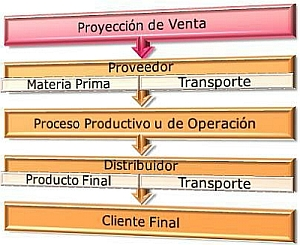 Proyección de Venta
Proveedor
Materia Prima Transporte
Proceso Productivo u de Operación
Distribuidor
Producto Final Transporte
Cliente Final